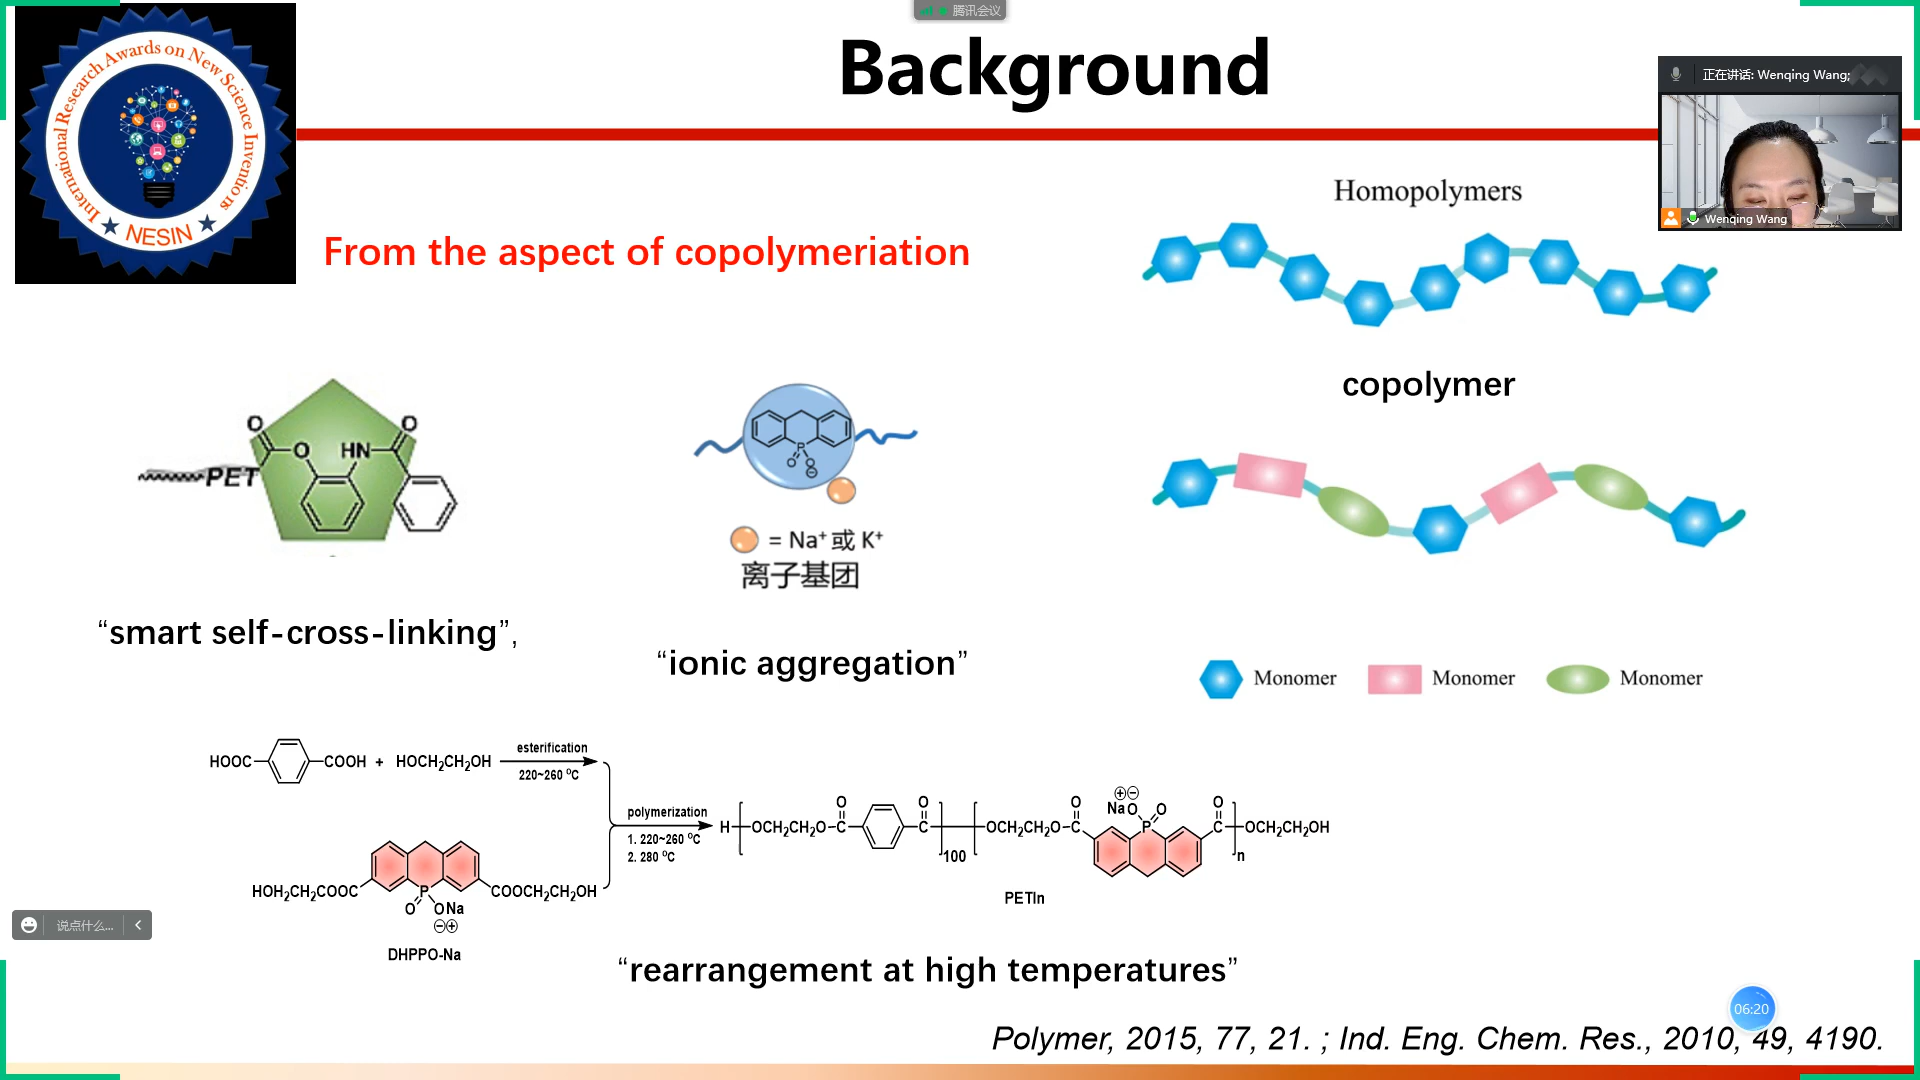 腾讯会议
Background
International Research Awards on New Science Inventions
NESIN
正在讲话: Wenqing Wang;
Wenqing Wang
Homopolymers
From the aspect of copolymeriation
copolymer
O
O
O
HN
PET
P
O
O
⊖
= Na⁺ 或 K⁺
离子基团
“smart self-cross-linking”,
“ionic aggregation”
Monomer
Monomer
Monomer
HOOC
COOH + HOCH₂CH₂OH
esterification
220~260 ⁰C
polymerization
1. 220~260 ⁰C
2. 280 ⁰C
H
OCH₂CH₂O
C
O
C
O
100
OCH₂CH₂O
C
O
⊕⊖
NaO
O
P
C
O
n
OCH₂CH₂OH
PETIn
HOH₂CH₂COOC
P
COOCH₂CH₂OH
O
ONa
⊖⊕
DHPPO-Na
说点什么...
“rearrangement at high temperatures”
06:20
Polymer, 2015, 77, 21. ; Ind. Eng. Chem. Res., 2010, 49, 4190.